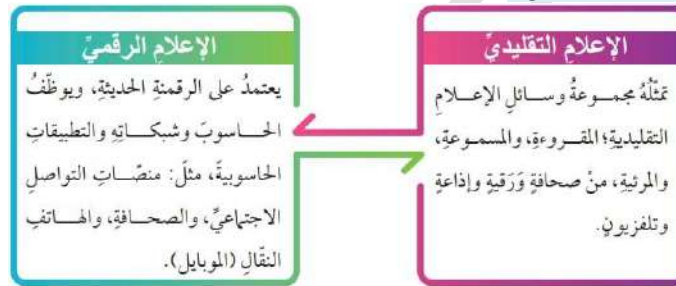 الإعلامِ التقليديِّ
تمثّلُهُ مجموعةُ وسائلِ الإعلامِ
التقليديةِ؛ المقروءةِ، والمسموعةِ،
والمرئيةِ، منْ صحافةٍ وَرَقيةٍ وإذاعةٍ
وتلفزيونٍ.
الإعلامِ الرقميِّ
يعتمدُ على الرقمنةِ الحديثةِ، ويوظّفُ
الحاسوبَ وشبكاتِهِ والتطبيقاتِ
الحاسوبيةَ، مثلَ: منصّاتِ التواصلِ
الاجتماعيِّ، والصحافةِ، والهاتفِ
النقّالِ (الموبايل).